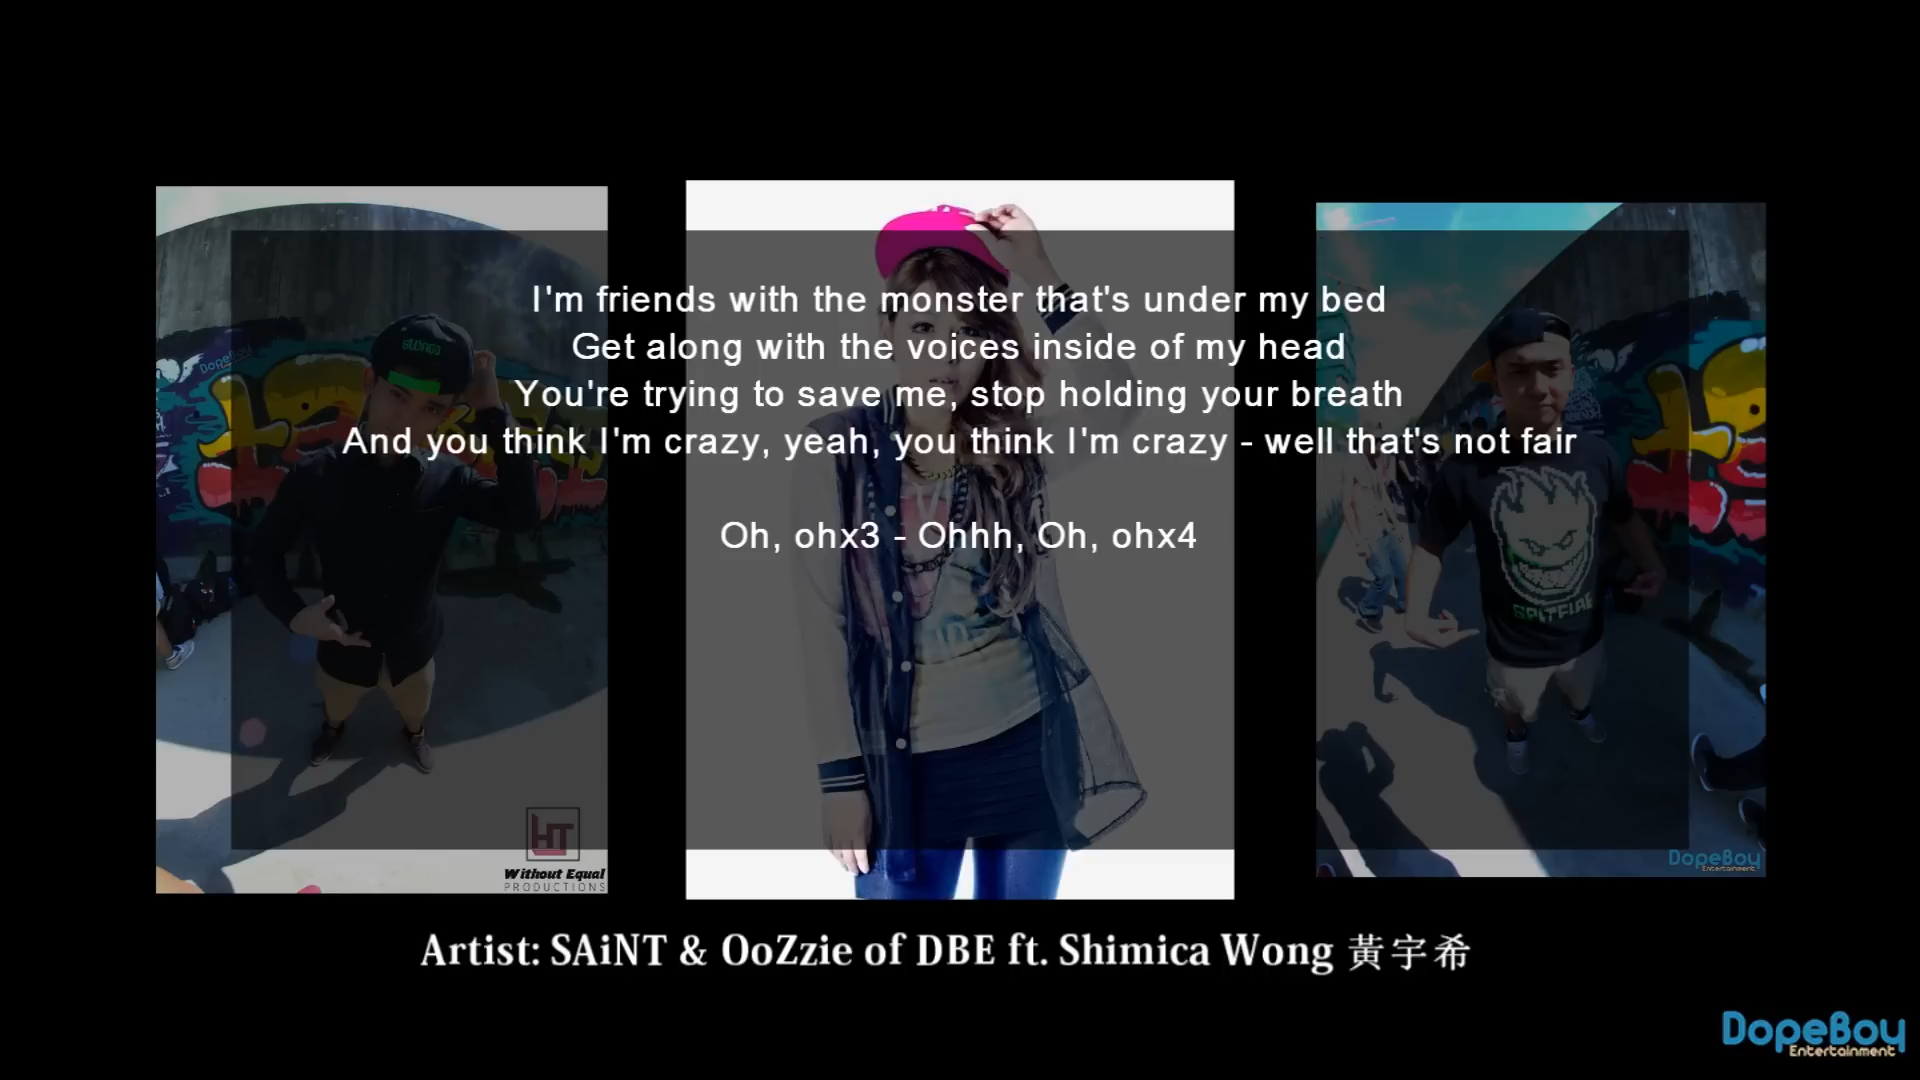 I'm friends with the monster that's under my bed
Get along with the voices inside of my head
You're trying to save me, stop holding your breath
And you think I'm crazy, yeah, you think I'm crazy - well that's not fair
Oh, ohx3 - Ohhh, Oh, ohx4
SPITFIRE
HT
Without Equal
PRODUCTIONS
DopeBoy
Entertainment
Artist: SAiNT & OoZzie of DBE ft. Shimica Wong 黃宇希
DopeBoy
Entertainment